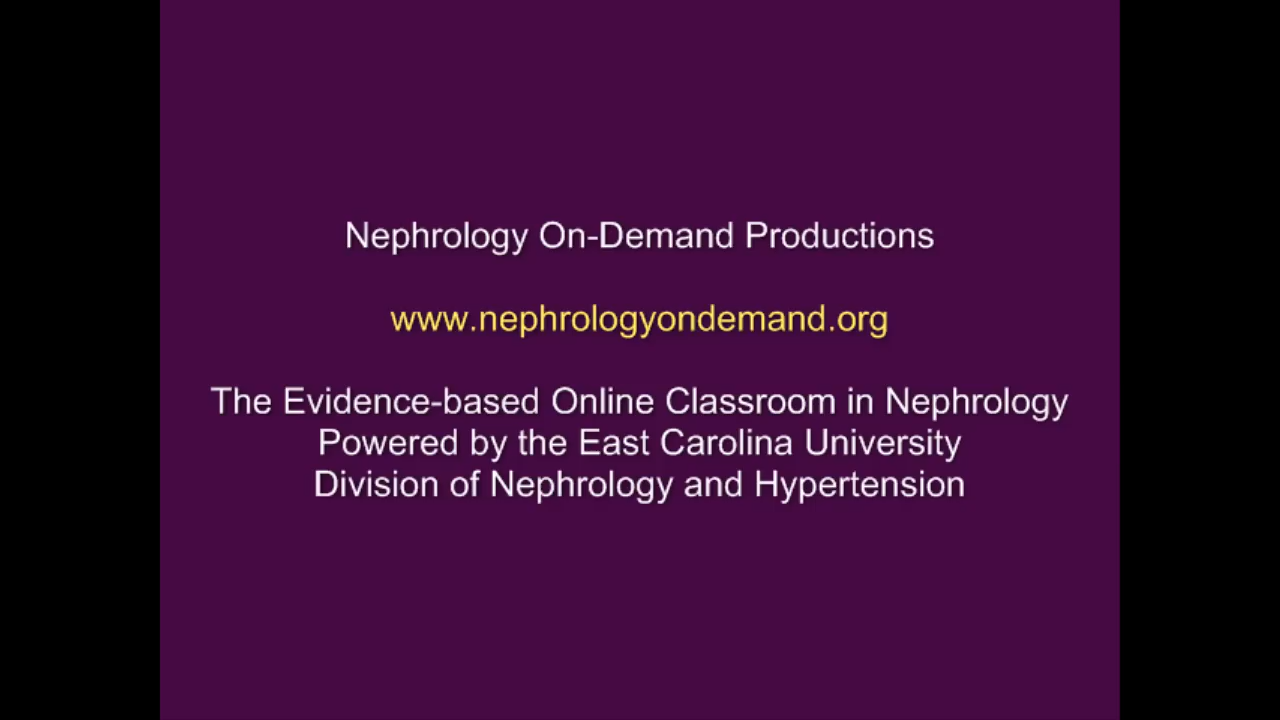 Nephrology On-Demand Productions
www.nephrologyondemand.org
The Evidence-based Online Classroom in Nephrology
Powered by the East Carolina University
Division of Nephrology and Hypertension